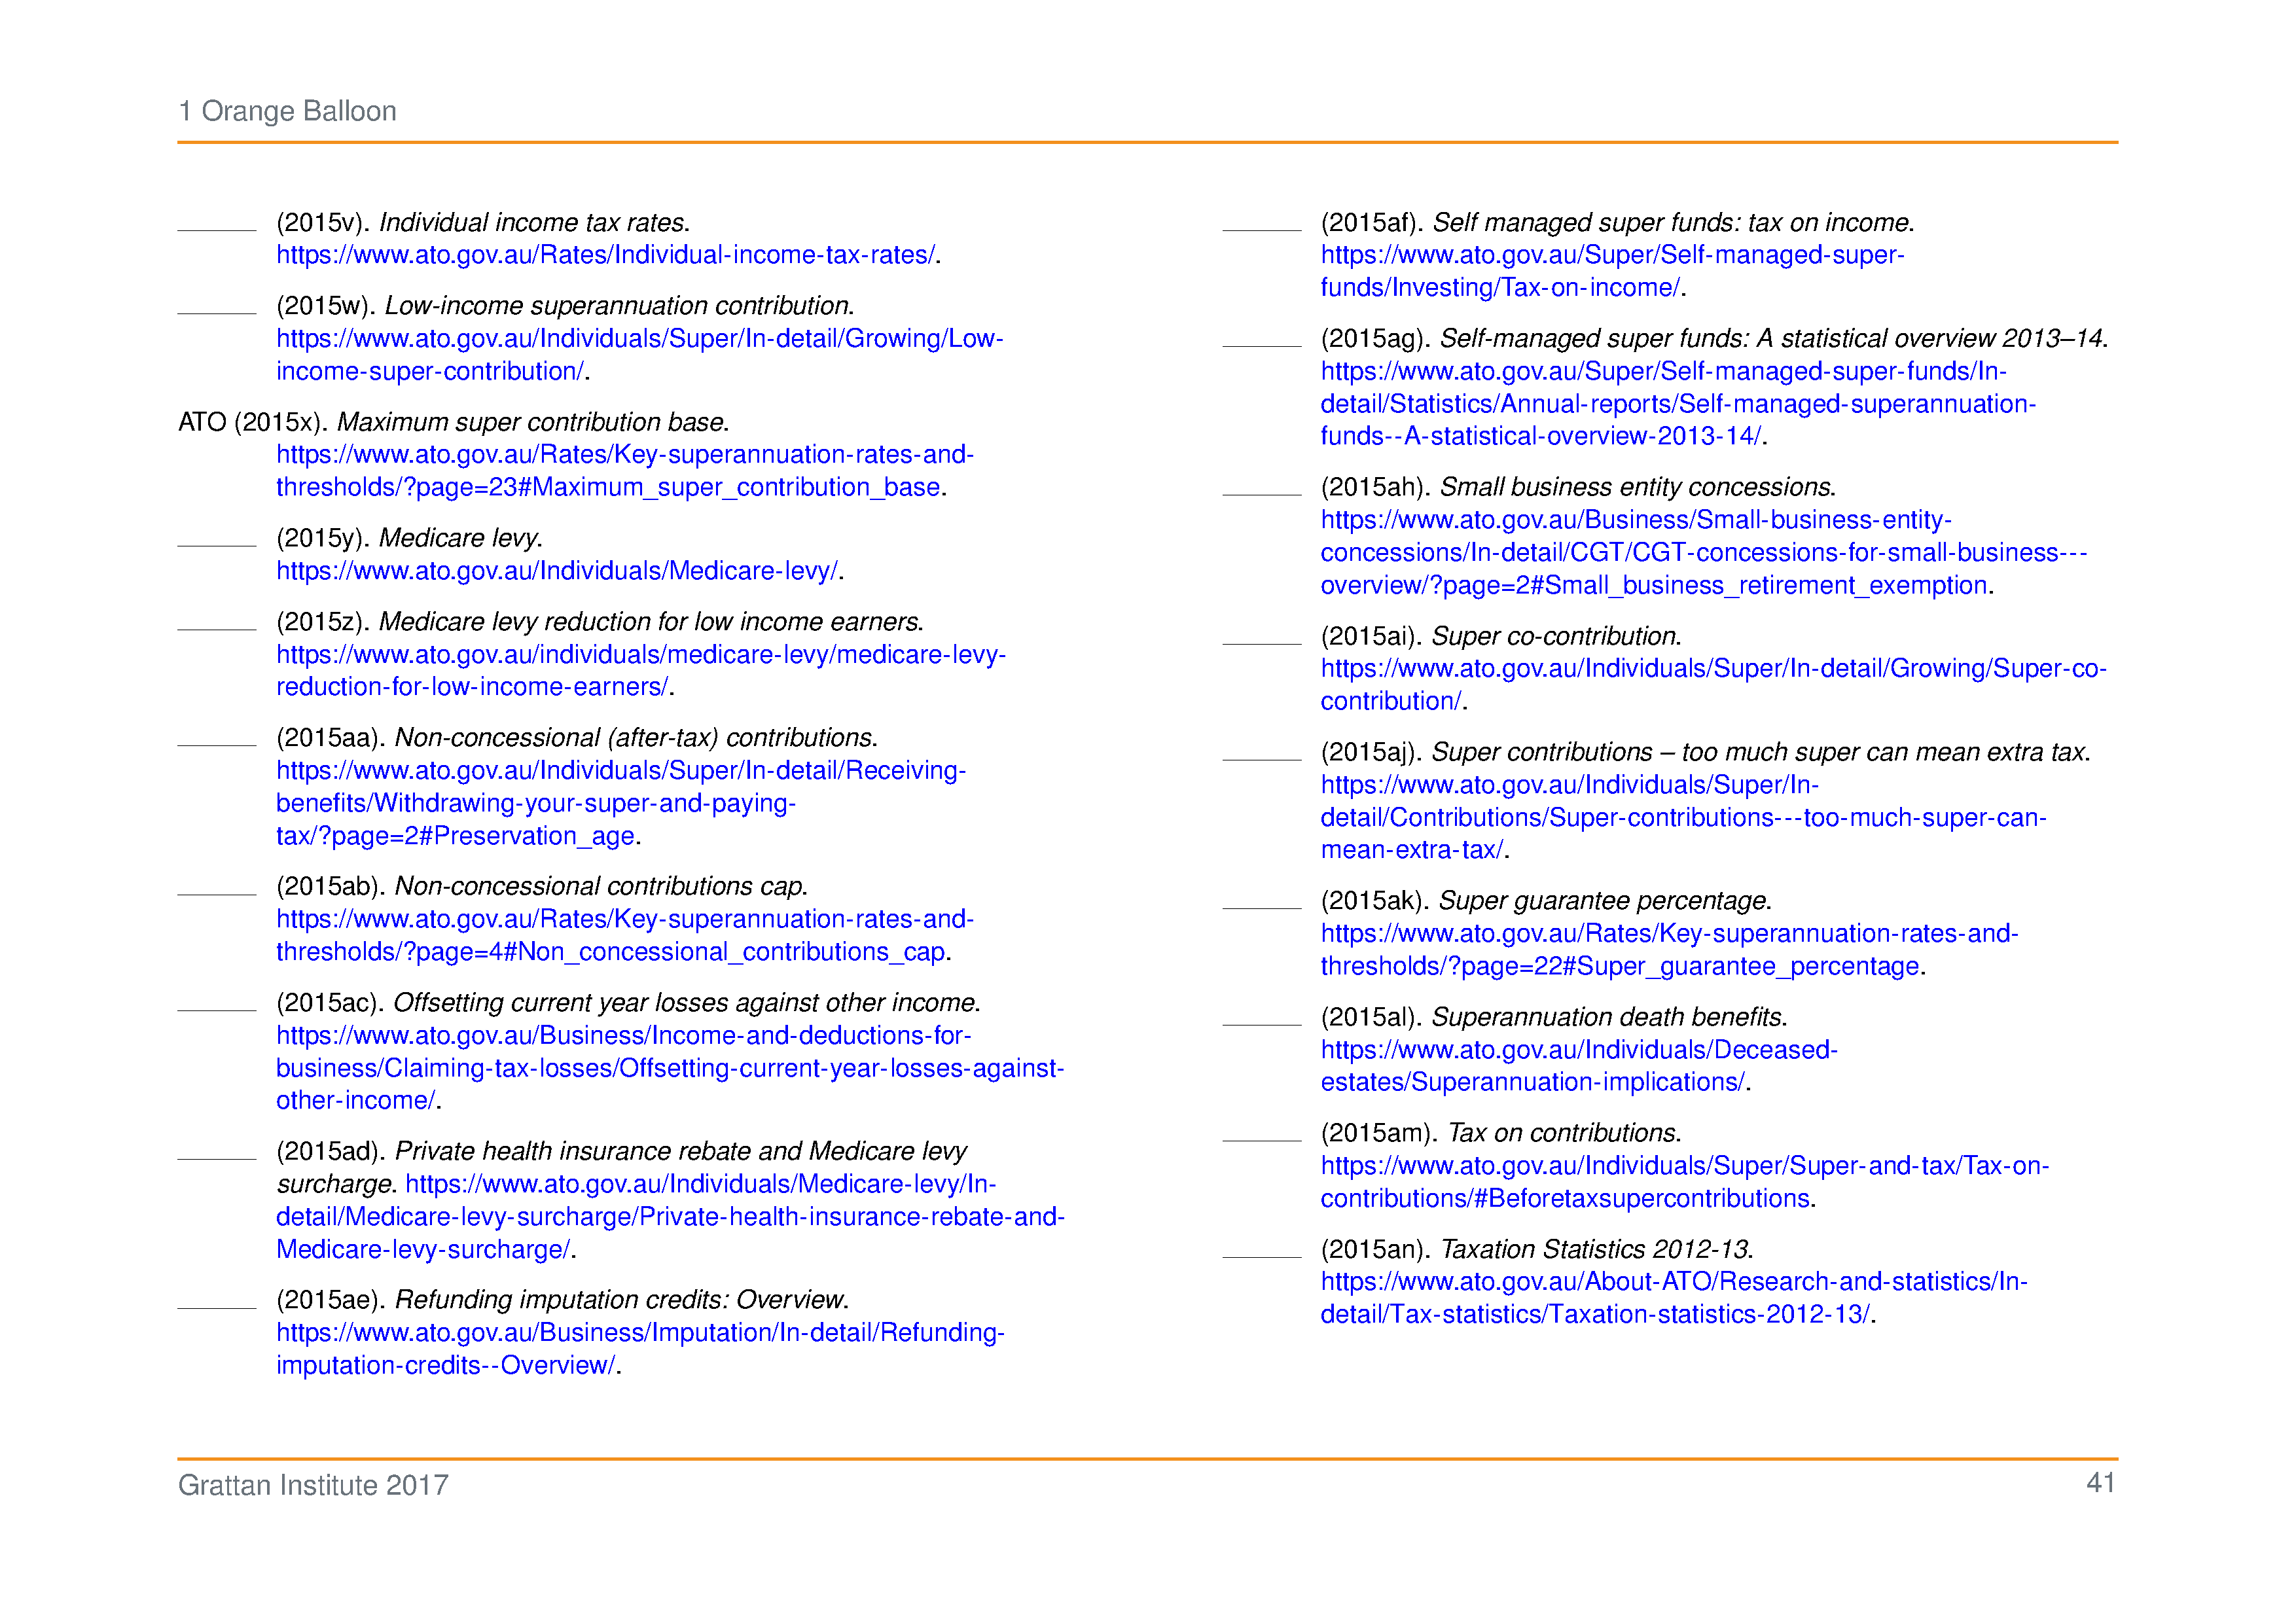 1 Orange Balloon
(2015v). Individual income tax rates.
https://www.ato.gov.au/Rates/Individual-income-tax-rates/.
(2015w). Low-income superannuation contribution.
https://www.ato.gov.au/Individuals/Super/In-detail/Growing/Low-
income-super-contribution/.
ATO (2015x). Maximum super contribution base.
https://www.ato.gov.au/Rates/Key-superannuation-rates-and-
thresholds/?page=23#Maximum_super_contribution_base.
(2015y). Medicare levy.
https://www.ato.gov.au/Individuals/Medicare-levy/.
(2015z). Medicare levy reduction for low income earners.
https://www.ato.gov.au/individuals/medicare-levy/medicare-levy-
reduction-for-low-income-earners/.
(2015aa). Non-concessional (after-tax) contributions.
https://www.ato.gov.au/Individuals/Super/In-detail/Receiving-
benefits/Withdrawing-your-super-and-paying-
tax/?page=2#Preservation_age.
(2015ab). Non-concessional contributions cap.
https://www.ato.gov.au/Rates/Key-superannuation-rates-and-
thresholds/?page=4#Non_concessional_contributions_cap.
(2015ac). Offsetting current year losses against other income.
https://www.ato.gov.au/Business/Income-and-deductions-for-
business/Claiming-tax-losses/Offsetting-current-year-losses-against-
other-income/.
(2015ad). Private health insurance rebate and Medicare levy
surcharge. https://www.ato.gov.au/Individuals/Medicare-levy/In-
detail/Medicare-levy-surcharge/Private-health-insurance-rebate-and-
Medicare-levy-surcharge/.
(2015ae). Refunding imputation credits: Overview.
https://www.ato.gov.au/Business/Imputation/In-detail/Refunding-
imputation-credits--Overview/.
(2015af). Self managed super funds: tax on income.
https://www.ato.gov.au/Super/Self-managed-super-
funds/Investing/Tax-on-income/.
(2015ag). Self-managed super funds: A statistical overview 2013–14.
https://www.ato.gov.au/Super/Self-managed-super-funds/In-
detail/Statistics/Annual-reports/Self-managed-superannuation-
funds--A-statistical-overview-2013-14/.
(2015ah). Small business entity concessions.
https://www.ato.gov.au/Business/Small-business-entity-
concessions/In-detail/CGT/CGT-concessions-for-small-business---
overview/?page=2#Small_business_retirement_exemption.
(2015ai). Super co-contribution.
https://www.ato.gov.au/Individuals/Super/In-detail/Growing/Super-co-
contribution/.
(2015aj). Super contributions – too much super can mean extra tax.
https://www.ato.gov.au/Individuals/Super/In-
detail/Contributions/Super-contributions---too-much-super-can-
mean-extra-tax/.
(2015ak). Super guarantee percentage.
https://www.ato.gov.au/Rates/Key-superannuation-rates-and-
thresholds/?page=22#Super_guarantee_percentage.
(2015al). Superannuation death benefits.
https://www.ato.gov.au/Individuals/Deceased-
estates/Superannuation-implications/.
(2015am). Tax on contributions.
https://www.ato.gov.au/Individuals/Super/Super-and-tax/Tax-on-
contributions/#Beforetaxsupercontributions.
(2015an). Taxation Statistics 2012-13.
https://www.ato.gov.au/About-ATO/Research-and-statistics/In-
detail/Tax-statistics/Taxation-statistics-2012-13/.
Grattan Institute 2017
41